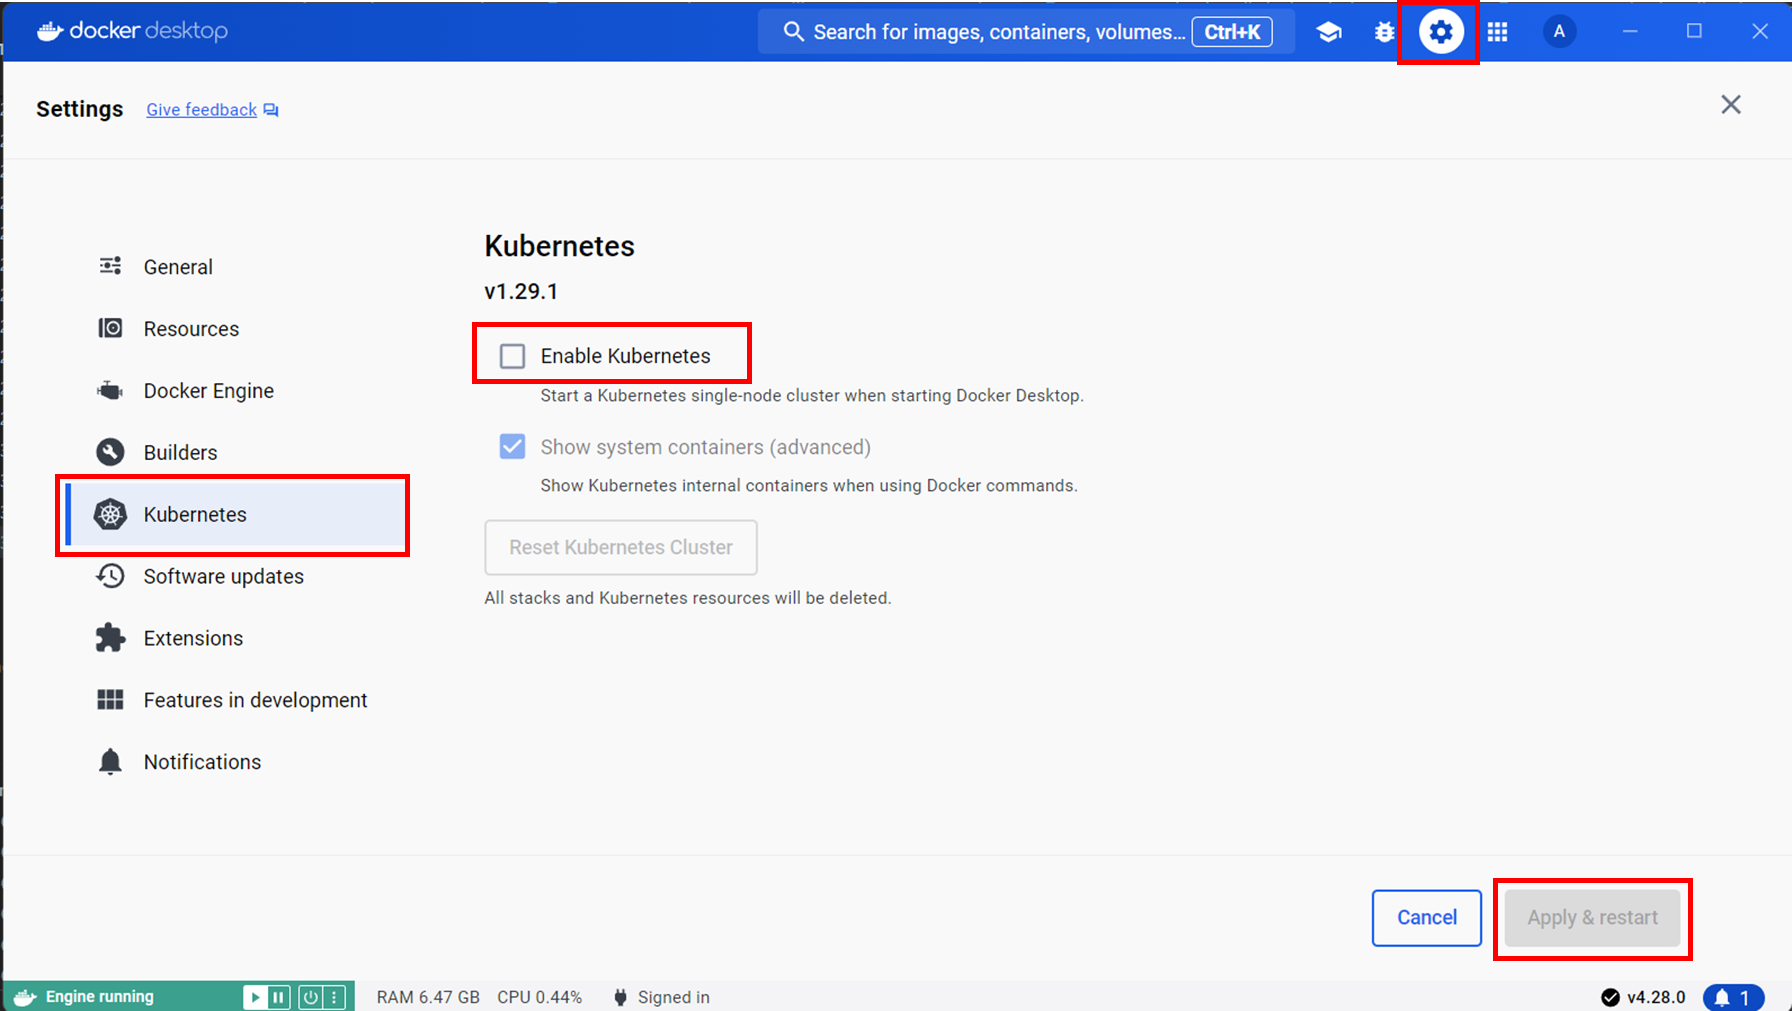 docker desktop
Search for images, containers, volumes... Ctrl+K
A
Settings Give feedback
General
Resources
Docker Engine
Builders
Kubernetes
Software updates
Extensions
Features in development
Notifications
Kubernetes
v1.29.1
Enable Kubernetes
Start a Kubernetes single-node cluster when starting Docker Desktop.
Show system containers (advanced)
Show Kubernetes internal containers when using Docker commands.
Reset Kubernetes Cluster
All stacks and Kubernetes resources will be deleted.
Cancel Apply & restart
Engine running RAM 6.47 GB CPU 0.44% Signed in v4.28.0 1